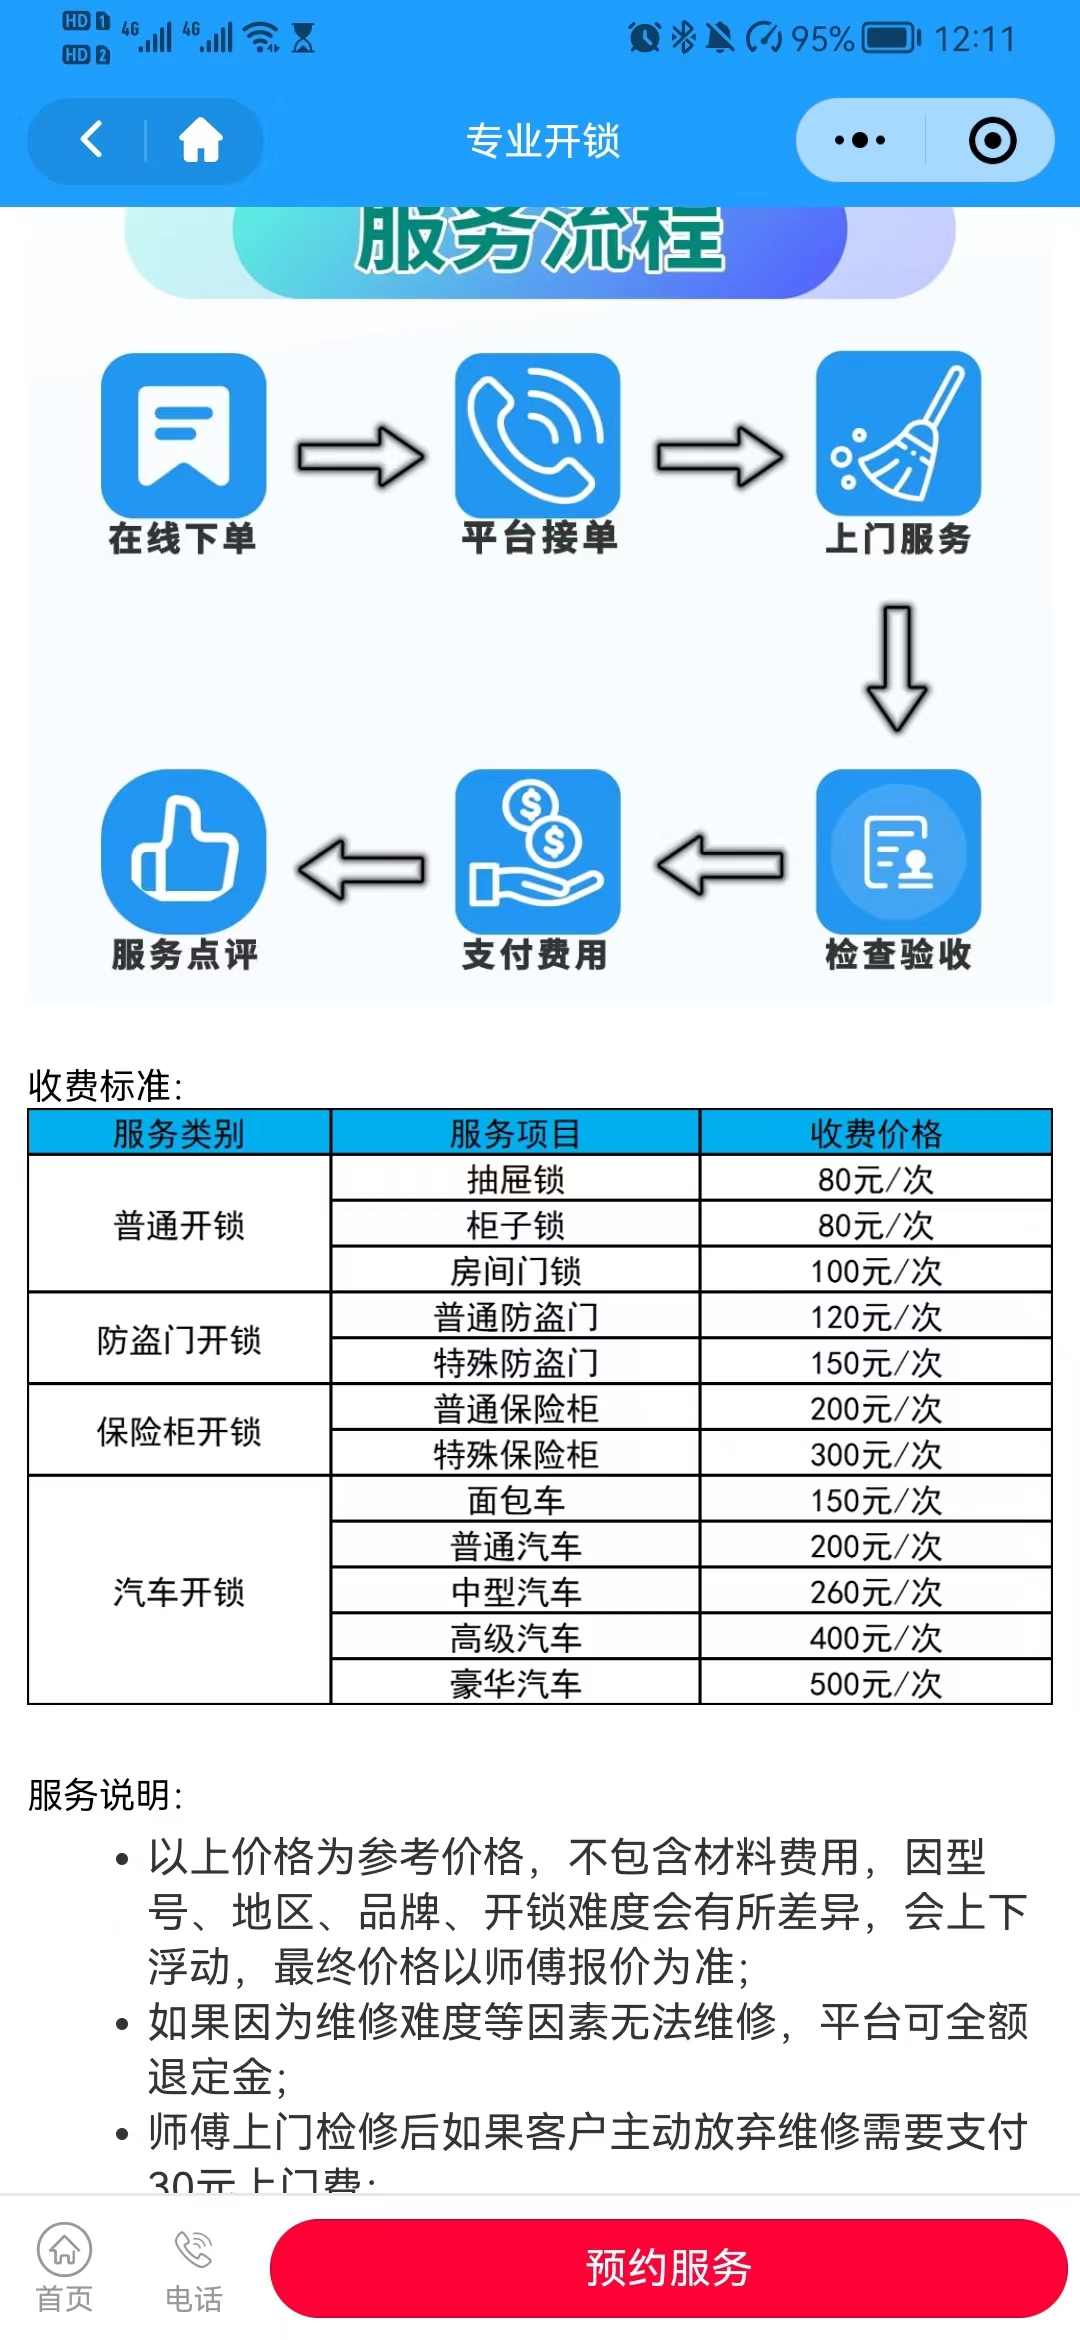 HD 1 4G 4G 95% 12:11
HD 2
专业开锁
服务流程
在线下单 平台接单 上门服务
服务点评 支付费用 检查验收
收费标准:
服务类别 服务项目 收费价格
普通开锁
抽屉锁 80元/次
柜子锁 80元/次
房间门锁 100元/次
防盗门开锁
普通防盗门 120元/次
特殊防盗门 150元/次
保险柜开锁
普通保险柜 200元/次
特殊保险柜 300元/次
汽车开锁
面包车 150元/次
普通汽车 200元/次
中型汽车 260元/次
高级汽车 400元/次
豪华汽车 500元/次
服务说明:
• 以上价格为参考价格，不包含材料费用，因型
号、地区、品牌、开锁难度会有所差异，会上下
浮动，最终价格以师傅报价为准；
• 如果因为维修难度等因素无法维修，平台可全额
退定金；
• 师傅上门检修后如果客户主动放弃维修需要支付
30元上门费；
首页 电话 预约服务